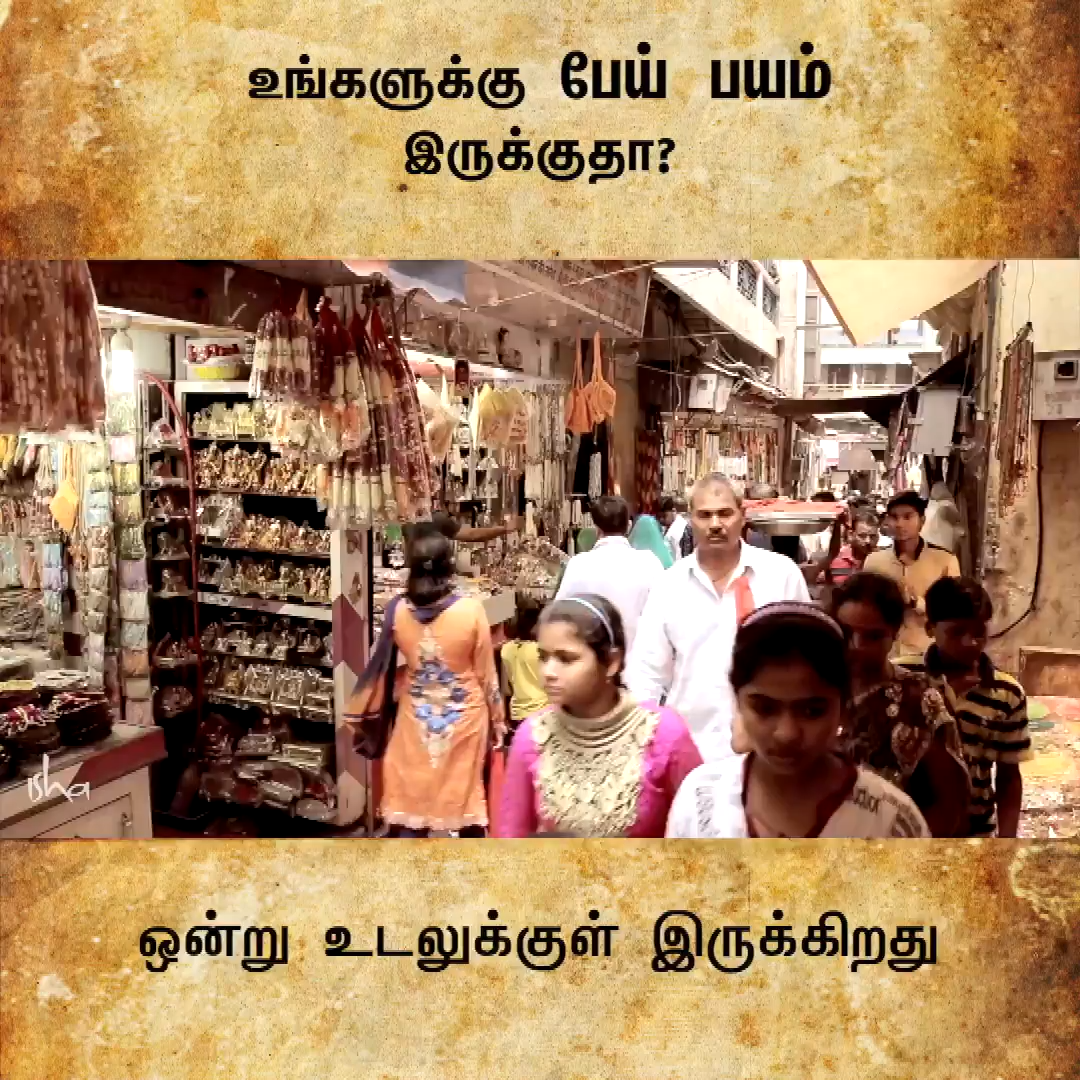 உங்களுக்கு பேய் பயம்
இருக்குதா?
isha
ஒன்று உடலுக்குள் இருக்கிறது